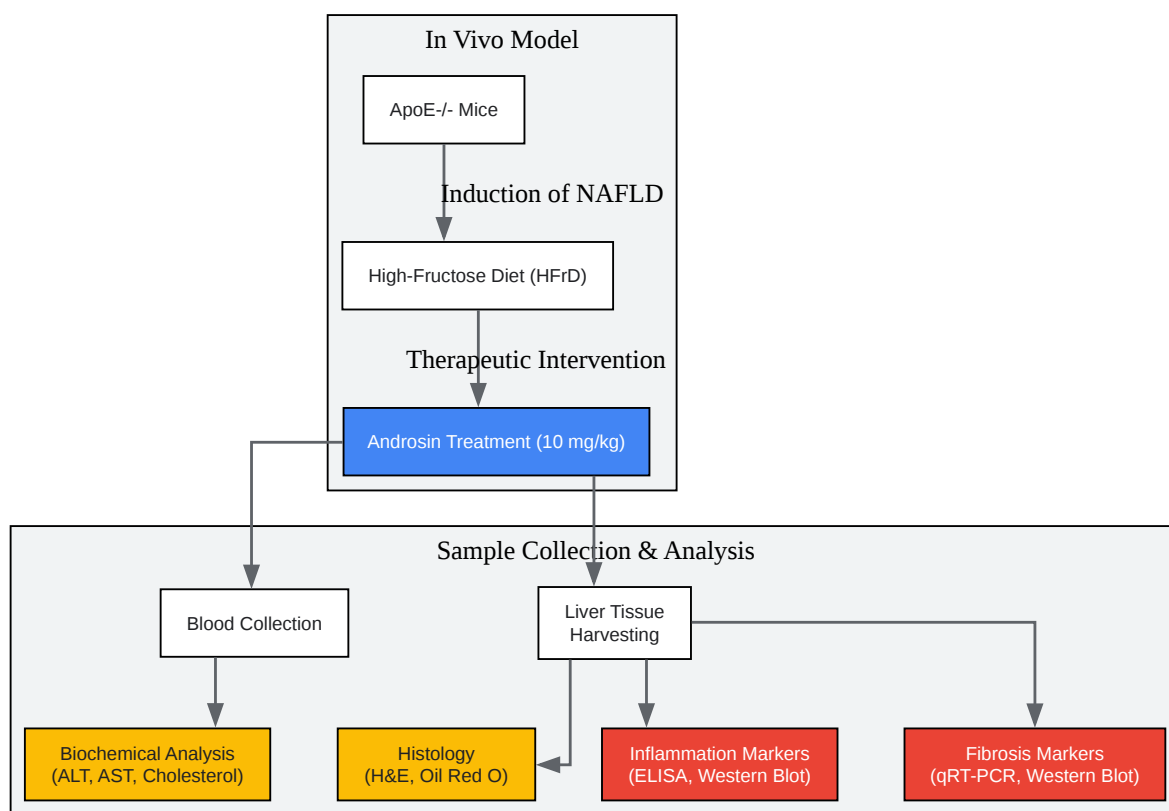 In Vivo Model
ApoE-/- Mice
Induction of NAFLD
High-Fructose Diet (HFrD)
Therapeutic Intervention
Androsin Treatment (10 mg/kg)
Sample Collection & Analysis
Blood Collection
Liver Tissue
Harvesting
Biochemical Analysis
(ALT, AST, Cholesterol)
Histology
(H&E, Oil Red O)
Inflammation Markers
(ELISA, Western Blot)
Fibrosis Markers
(qRT-PCR, Western Blot)